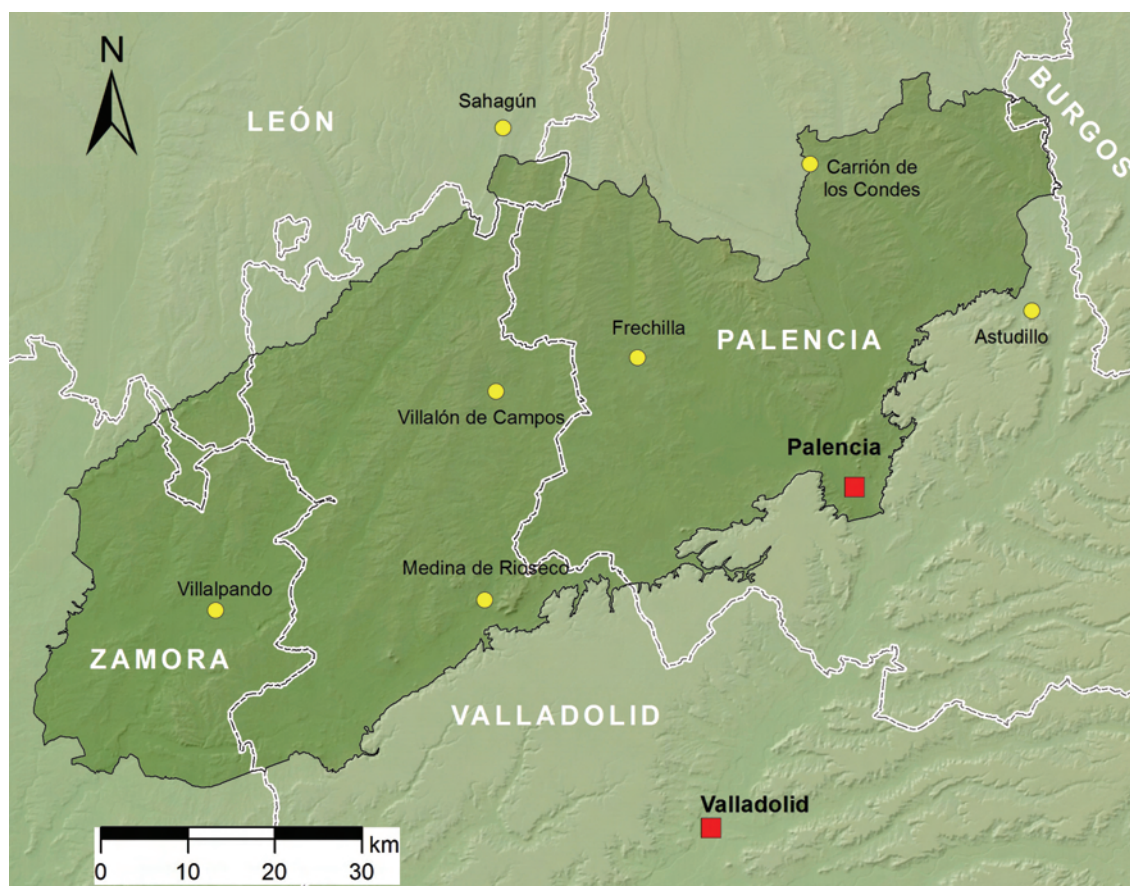 N
LEÓN
Sahagún
BURGOS
Carrión de
los Condes
Frechilla
PALENCIA
Astudillo
Villalón de Campos
Palencia
Medina de Rioseco
Villalpando
ZAMORA
VALLADOLID
Valladolid
km
0 10 20 30